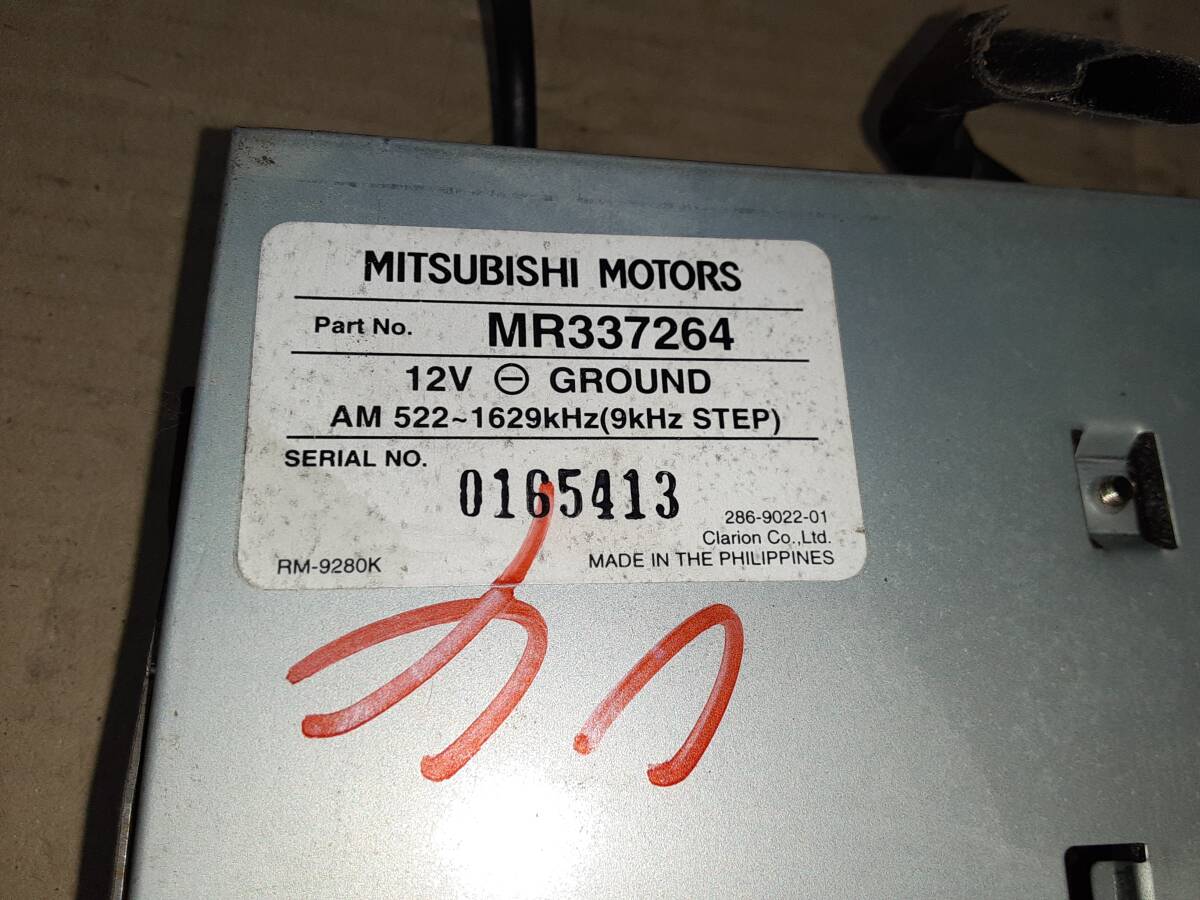 MITSUBISHI MOTORS
Part No. MR337264
12V ⊖ GROUND
AM 522~1629kHz(9kHz STEP)
SERIAL NO. 0165413
286-9022-01
Clarion Co.,Ltd.
RM-9280K MADE IN THE PHILIPPINES